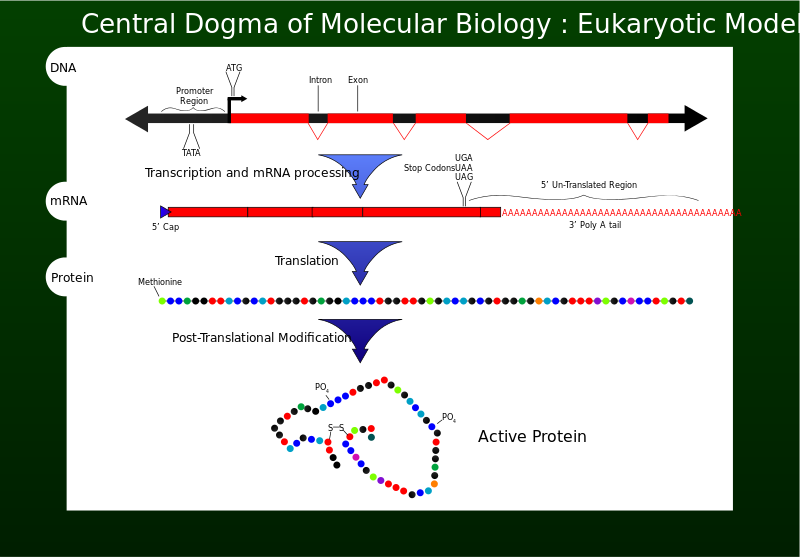 Central Dogma of Molecular Biology : Eukaryotic Model
DNA
ATG
Promoter
Region
Intron
Exon
TATA
Transcription and mRNA processing
Stop Codons
UGA
UAA
UAG
5’ Un-Translated Region
mRNA
AAAAAAAAAAAAAAAAAAAAAAAAAAAAAAAAAAAAAAA
5’ Cap
3’ Poly A tail
Translation
Protein
Methionine
Post-Translational Modification
PO4
PO4
S—S
Active Protein